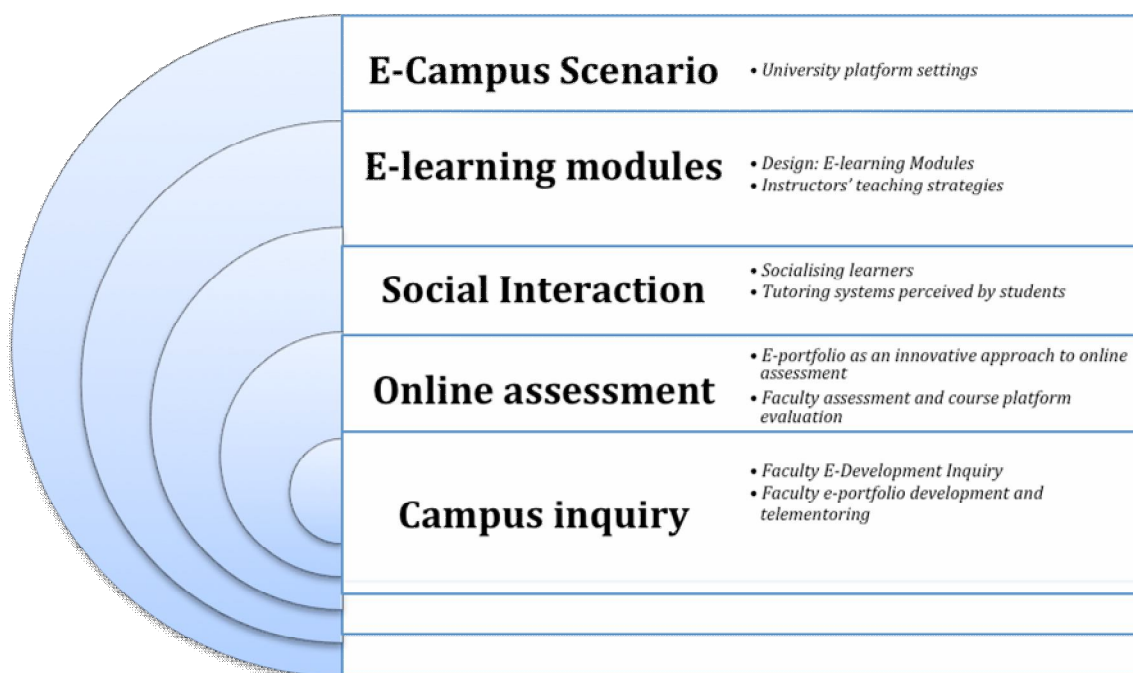 E-Campus Scenario
• University platform settings
E-learning modules
• Design: E-learning Modules
• Instructors' teaching strategies
Social Interaction
• Socialising learners
• Tutoring systems perceived by students
Online assessment
• E-portfolio as an innovative approach to online
assessment
• Faculty assessment and course platform
evaluation
Campus inquiry
• Faculty E-Development Inquiry
• Faculty e-portfolio development and
telementoring